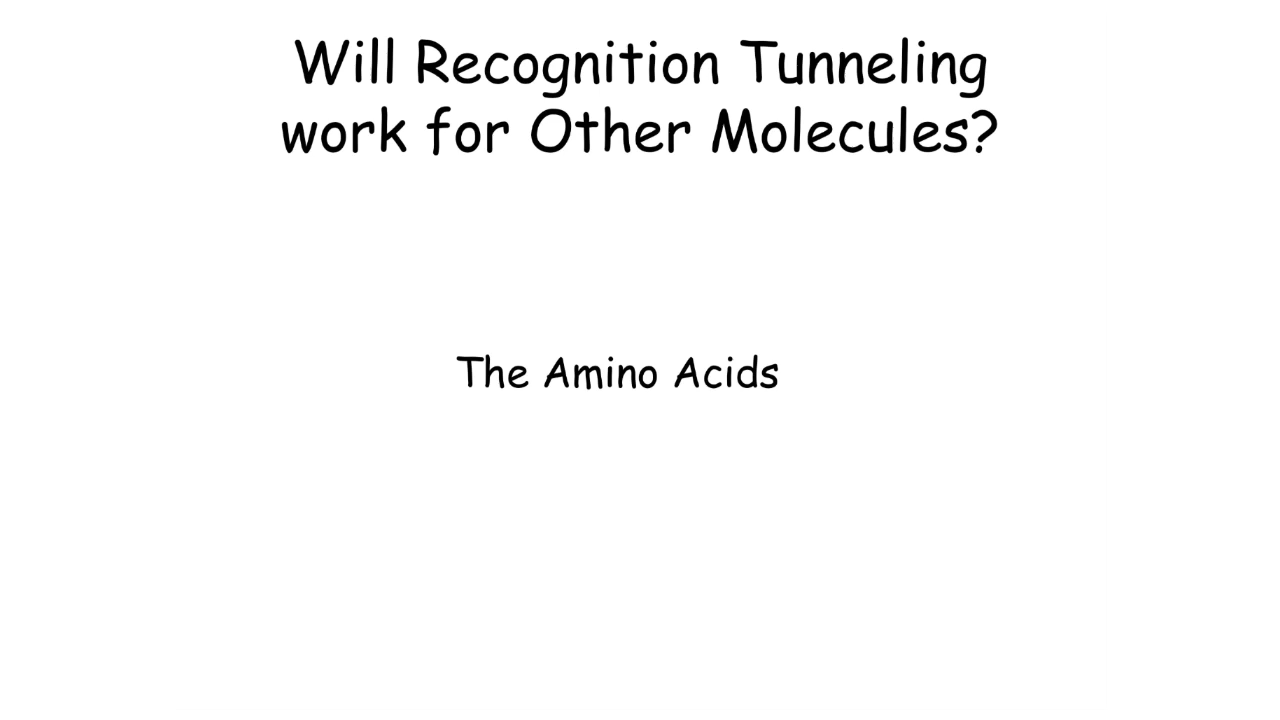 Will Recognition Tunneling
work for Other Molecules?
The Amino Acids